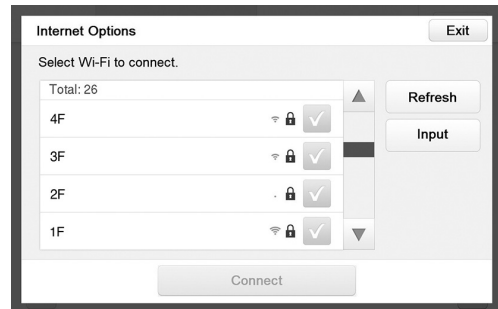 Internet Options
Exit
Select Wi-Fi to connect.
Total: 26
Refresh
4F
Input
3F
2F
1F
Connect